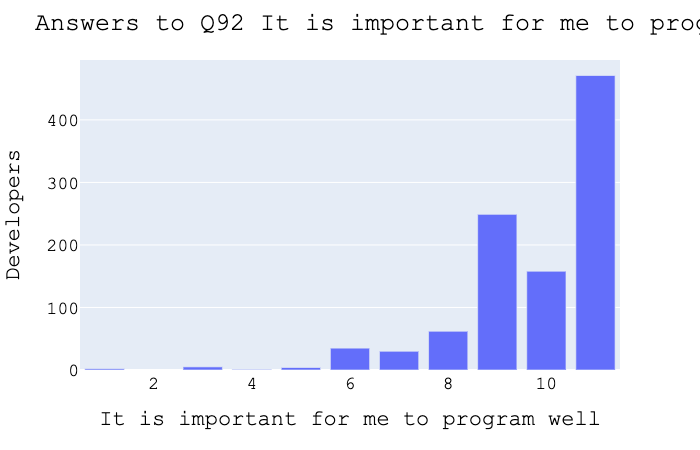 Answers to Q92 It is important for me to prog
Developers
400
300
200
100
0
2 4 6 8 10
It is important for me to program well